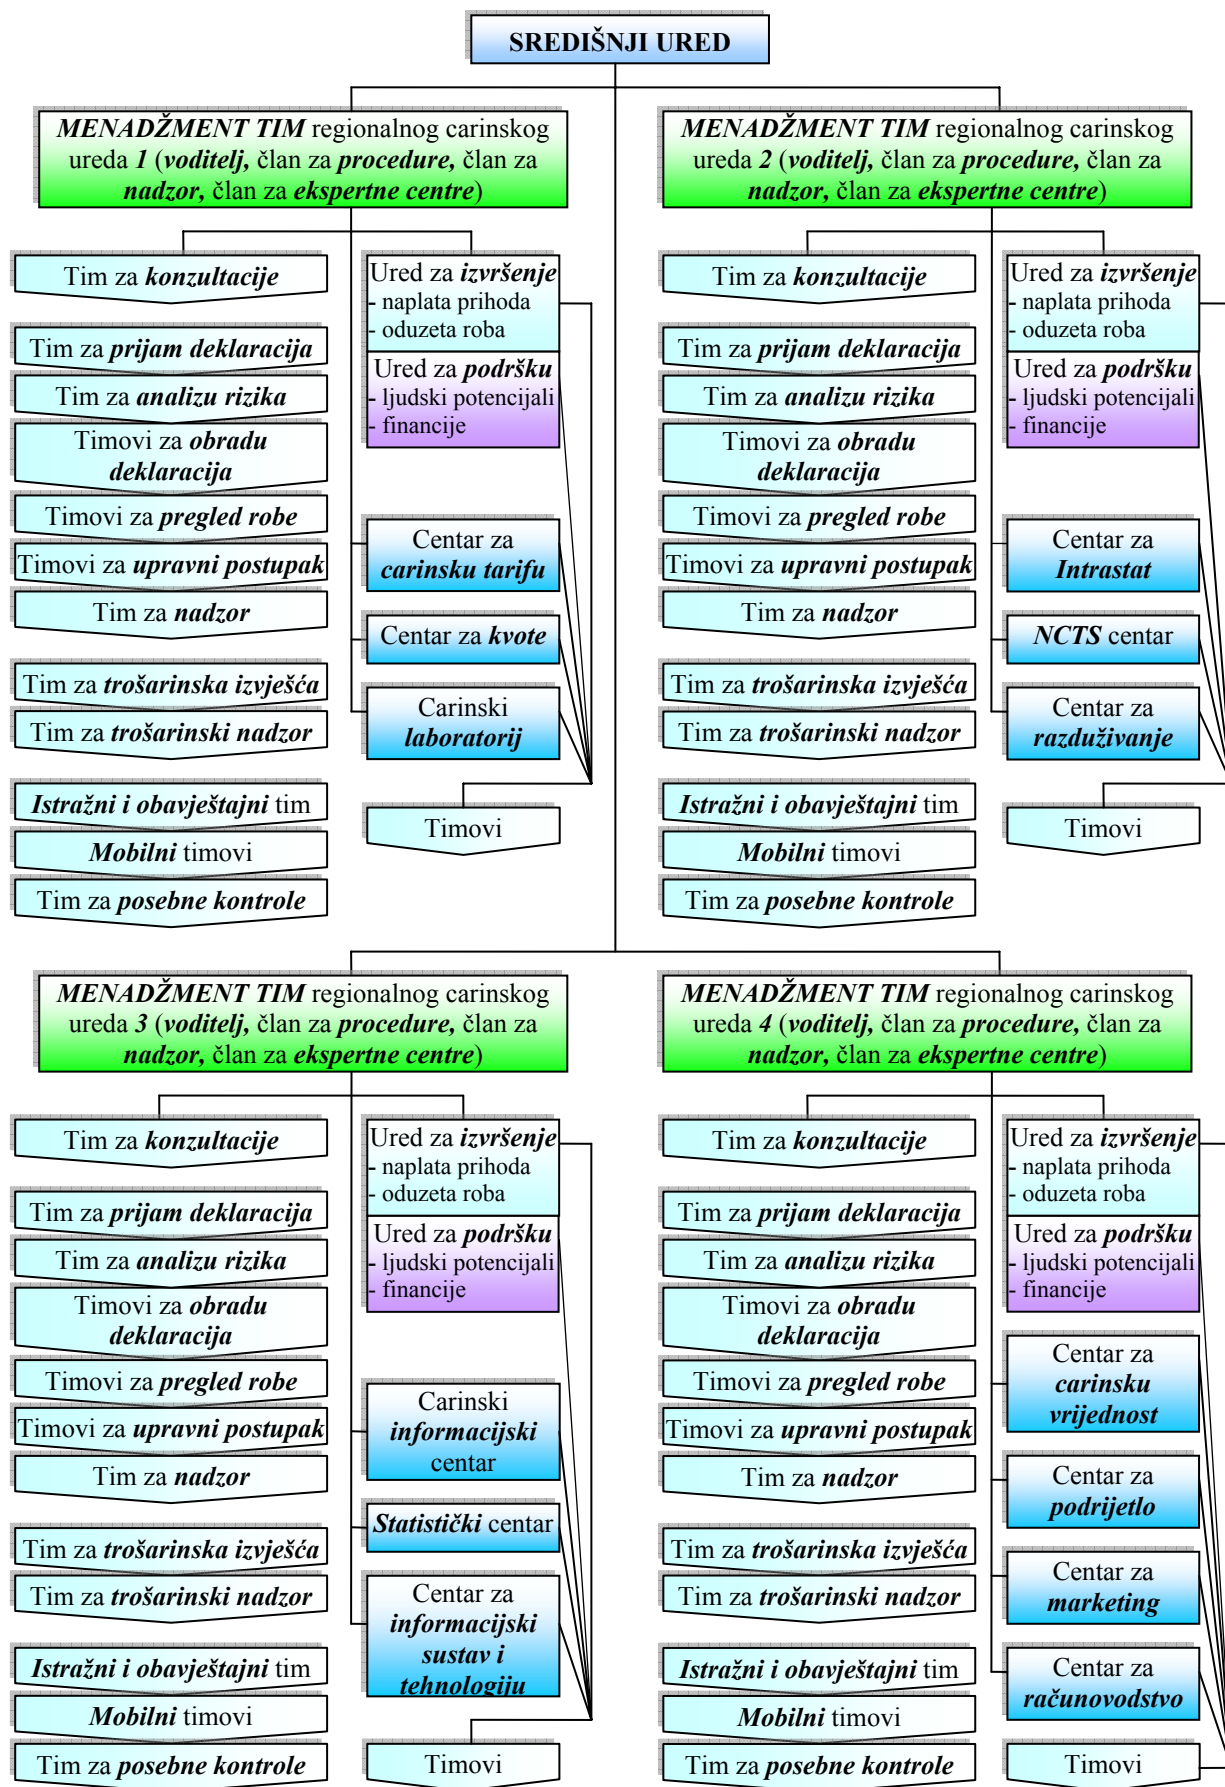 SREDIŠNJI URED
MENADŽMENT TIM regionalnog carinskog
ureda 1 (voditelj, član za procedure, član za
nadzor, član za ekspertne centre)
Tim za konzultacije
Tim za prijam deklaracija
Tim za analizu rizika
Timovi za obradu
deklaracija
Timovi za pregled robe
Timovi za upravni postupak
Tim za nadzor
Tim za trošarinska izvješća
Tim za trošarinski nadzor
Istražni i obavještajni tim
Mobilni timovi
Tim za posebne kontrole
Ured za izvršenje
- naplata prihoda
- oduzeta roba
Ured za podršku
- ljudski potencijali
- financije
Centar za
carinsku tarifu
Centar za kvote
Carinski
laboratorij
Timovi
MENADŽMENT TIM regionalnog carinskog
ureda 2 (voditelj, član za procedure, član za
nadzor, član za ekspertne centre)
Tim za konzultacije
Tim za prijam deklaracija
Tim za analizu rizika
Timovi za obradu
deklaracija
Timovi za pregled robe
Timovi za upravni postupak
Tim za nadzor
Tim za trošarinska izvješća
Tim za trošarinski nadzor
Istražni i obavještajni tim
Mobilni timovi
Tim za posebne kontrole
Ured za izvršenje
- naplata prihoda
- oduzeta roba
Ured za podršku
- ljudski potencijali
- financije
Centar za
Intrastat
NCTS centar
Centar za
razduživanje
Timovi
MENADŽMENT TIM regionalnog carinskog
ureda 3 (voditelj, član za procedure, član za
nadzor, član za ekspertne centre)
Tim za konzultacije
Tim za prijam deklaracija
Tim za analizu rizika
Timovi za obradu
deklaracija
Timovi za pregled robe
Timovi za upravni postupak
Tim za nadzor
Tim za trošarinska izvješća
Tim za trošarinski nadzor
Istražni i obavještajni tim
Mobilni timovi
Tim za posebne kontrole
Ured za izvršenje
- naplata prihoda
- oduzeta roba
Ured za podršku
- ljudski potencijali
- financije
Carinski
informacijski
centar
Statistički centar
Centar za
informacijski
sustav i
tehnologiju
Timovi
MENADŽMENT TIM regionalnog carinskog
ureda 4 (voditelj, član za procedure, član za
nadzor, član za ekspertne centre)
Tim za konzultacije
Tim za prijam deklaracija
Tim za analizu rizika
Timovi za obradu
deklaracija
Timovi za pregled robe
Timovi za upravni postupak
Tim za nadzor
Tim za trošarinska izvješća
Tim za trošarinski nadzor
Istražni i obavještajni tim
Mobilni timovi
Tim za posebne kontrole
Ured za izvršenje
- naplata prihoda
- oduzeta roba
Ured za podršku
- ljudski potencijali
- financije
Centar za
carinsku
vrijednost
Centar za
podrijetlo
Centar za
marketing
Centar za
računovodstvo
Timovi